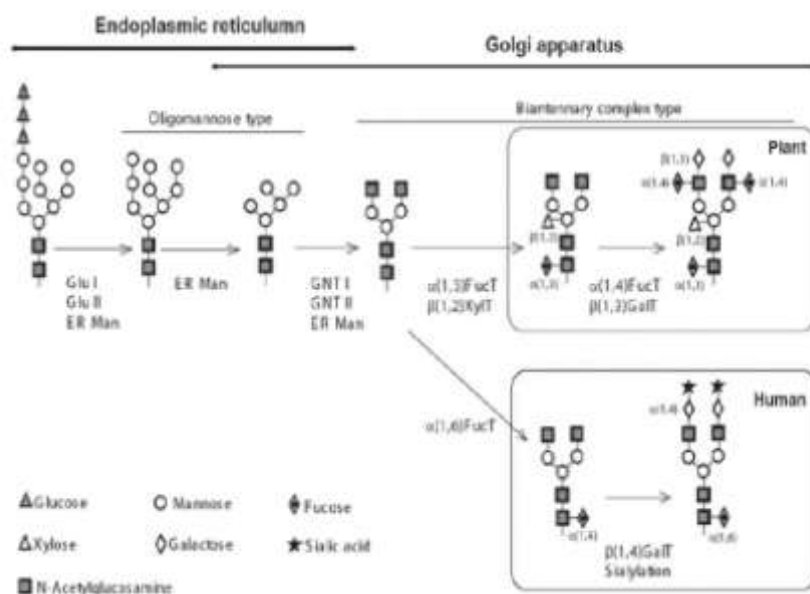 Endoplasmic reticulumn
Golgi apparatus
Oligomannose type
Biantennary complex type
Plant
β(1,3)
α(1,4)
α(1,4)
β(1,2)
β(1,2)
α(1,3)
α(1,3)
Glu I
Glu II
ER Man
ER Man
GNT I
GNT II
ER Man
α(1,3)FucT
β(1,2)XylT
α(1,4)FucT
β(1,3)GalT
Human
α(1,4)
α(1,6)FucT
α(1,4)
α(1,6)
β(1,4)GalT
Sialylation
Glucose
Mannose
Fucose
Xylose
Galactose
Sialic acid
N-Acetylglucosamine